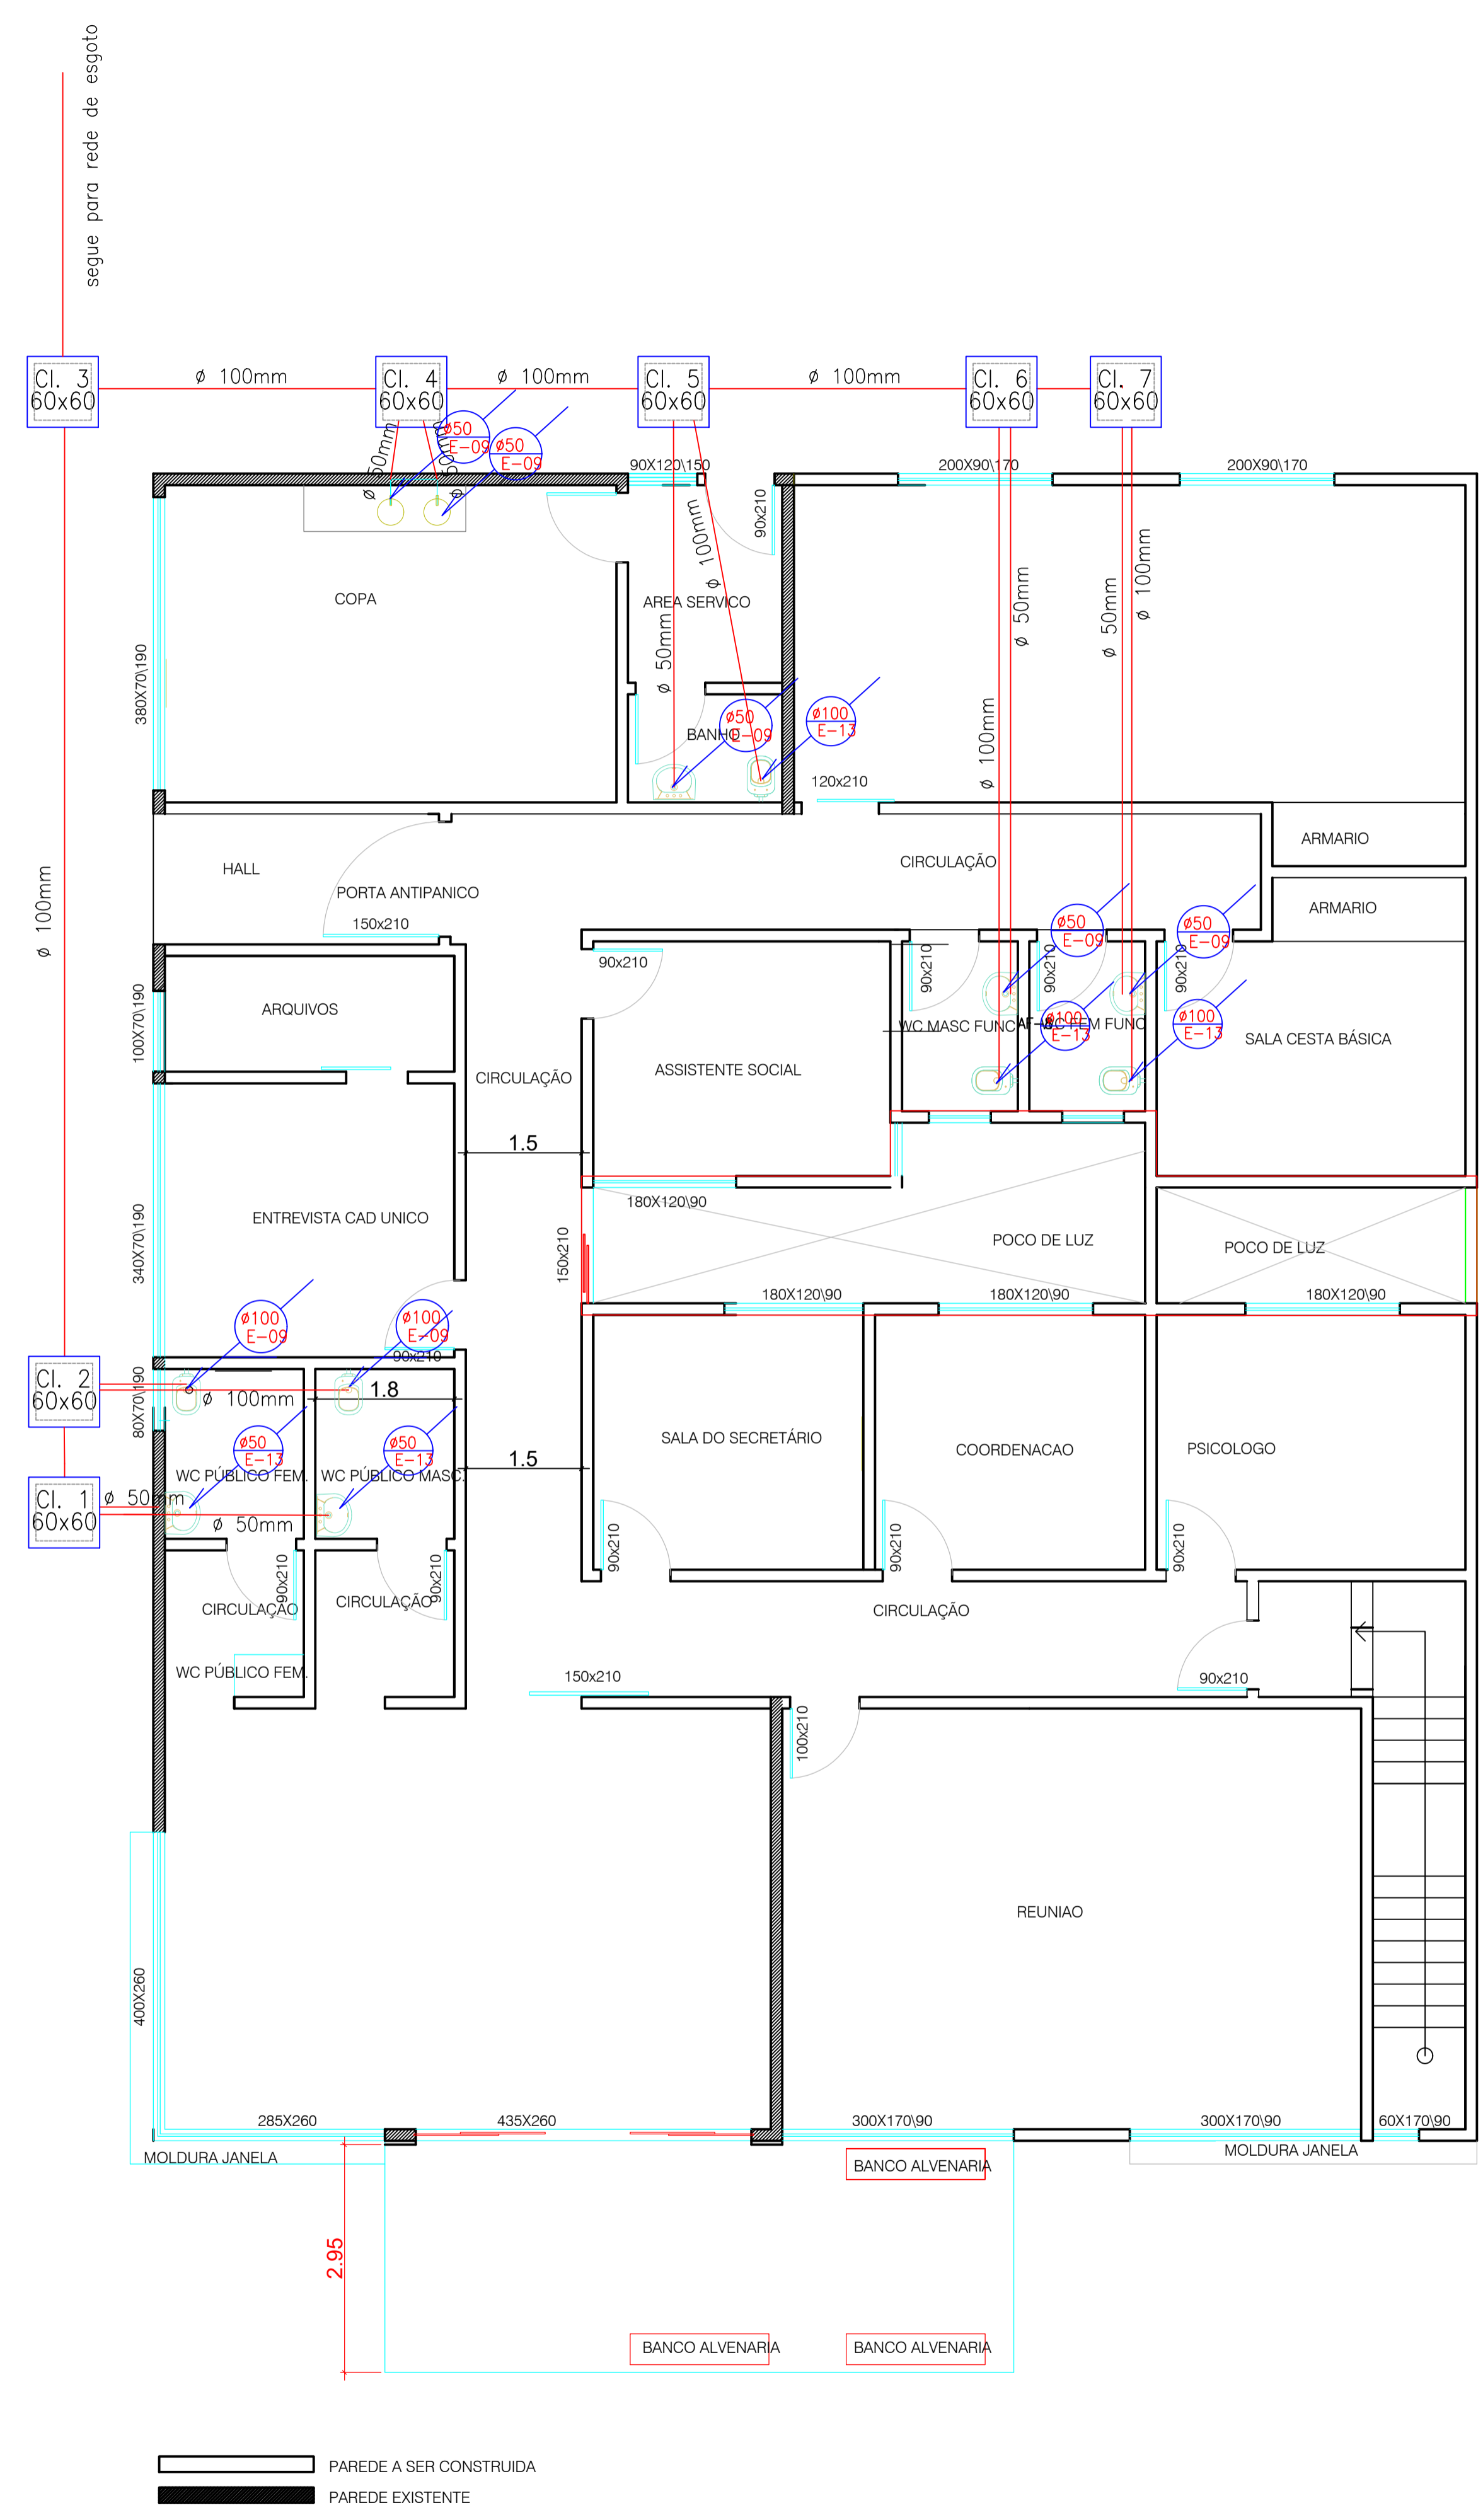 segue para rede de esgoto
CI. 3
60x60
ø 100mm
CI. 4
60x60
ø 100mm
CI. 5
60x60
ø 100mm
CI. 6
60x60
CI. 7
60x60
ø 50mm
ø 50mm
ø50
E-09
ø50
E-09
90X120\150
200X90\170
200X90\170
90x210
ø 100mm
ø 50mm
ø 50mm
ø 100mm
COPA
AREA SERVICO
ø 50mm
380X70\190
ø50
E-09
ø100
E-13
BANHO
ø 100mm
120x210
ARMARIO
HALL
CIRCULAÇÃO
PORTA ANTIPANICO
150x210
ARMARIO
ø 100mm
ø50
E-09
ø50
E-09
90x210
90x210
90x210
90x210
100X70\190
ARQUIVOS
WC MASC FUNC
WC FEM FUNC
ø100
E-13
ø100
E-13
SALA CESTA BÁSICA
CIRCULAÇÃO
ASSISTENTE SOCIAL
1.5
180X120\90
340X70\190
ENTREVISTA CAD UNICO
150x210
POCO DE LUZ
POCO DE LUZ
180X120\90
180X120\90
180X120\90
ø100
E-09
ø100
E-09
90x210
CI. 2
60x60
80X70\190
ø 100mm
1.8
SALA DO SECRETÁRIO
COORDENACAO
PSICOLOGO
ø50
E-13
ø50
E-13
1.5
WC PÚBLICO FEM.
WC PÚBLICO MASC.
CI. 1
60x60
ø 50mm
ø 50mm
90x210
90x210
90x210
90x210
90x210
CIRCULAÇÃO
CIRCULAÇÃO
CIRCULAÇÃO
WC PÚBLICO FEM.
150x210
90x210
100x210
REUNIAO
400X260
285X260
435X260
300X170\90
300X170\90
60X170\90
MOLDURA JANELA
MOLDURA JANELA
BANCO ALVENARIA
2.95
BANCO ALVENARIA
BANCO ALVENARIA
PAREDE A SER CONSTRUIDA
PAREDE EXISTENTE